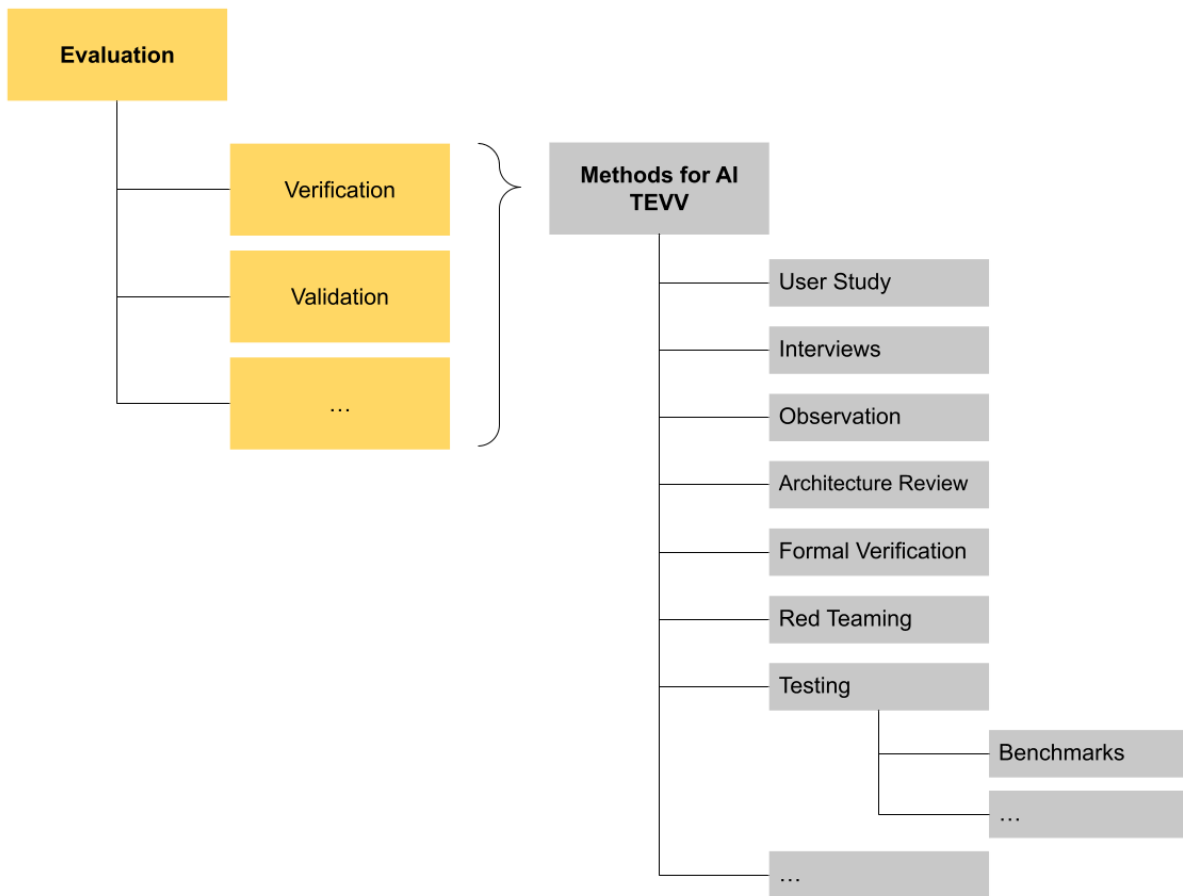 Evaluation
Verification
Validation
…
Methods for AI
TEVV
User Study
Interviews
Observation
Architecture Review
Formal Verification
Red Teaming
Testing
Benchmarks
…
…